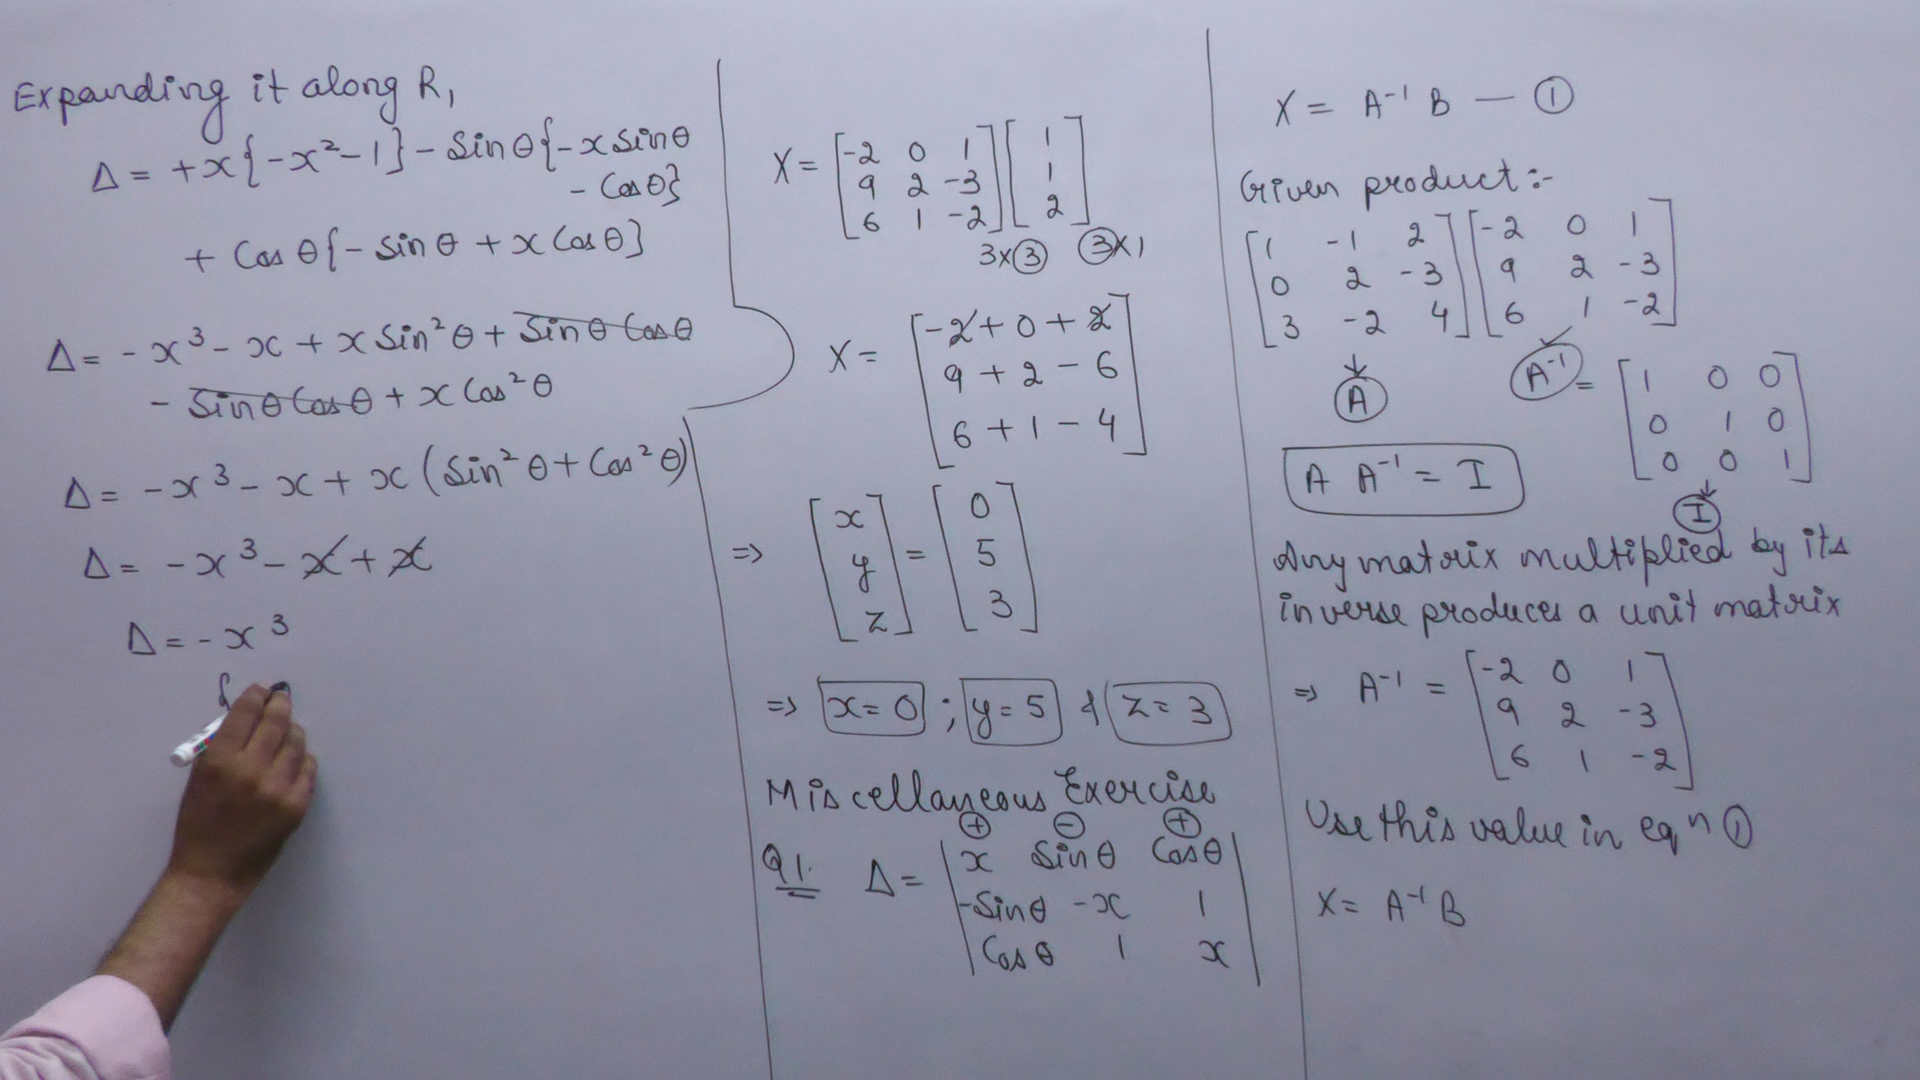 Expanding it along R₁
Δ = +x{-x²-1} - Sinθ{-x Sinθ
- Cosθ}
+ Cosθ{- Sinθ + x Cosθ}
Δ = -x³ - x + x Sin²θ + Sinθ Cosθ
- Sinθ Cosθ + x Cos²θ
Δ = -x³ - x + x (Sin²θ + Cos²θ)
Δ = -x³ - x + x
Δ = -x³
{
X = [-2 0 1] [1]
[9 2 -3] [1]
[6 1 -2] [2]
3×③ ③×1
X = [-2 + 0 + 2]
[9 + 2 - 6]
[6 + 1 - 4]
⇒ [x] = [0]
[y] [5]
[z] [3]
⇒ x = 0 ; y = 5 & z = 3
Miscellaneous Exercise
⊕ ⊖ ⊕
Q1. Δ = | x Sinθ Cosθ |
| -Sinθ -x 1 |
| Cosθ 1 x |
X = A⁻¹ B — ①
Given product:-
[1 -1 2] [-2 0 1]
[0 2 -3] [9 2 -3]
[3 -2 4] [6 1 -2]
↓ ↙
A A⁻¹ = [1 0 0]
[0 1 0]
[0 0 1]
↓
I
A A⁻¹ = I
Any matrix multiplied by its
inverse produces a unit matrix
⇒ A⁻¹ = [-2 0 1]
[9 2 -3]
[6 1 -2]
Use this value in eqⁿ ①
X = A⁻¹ B